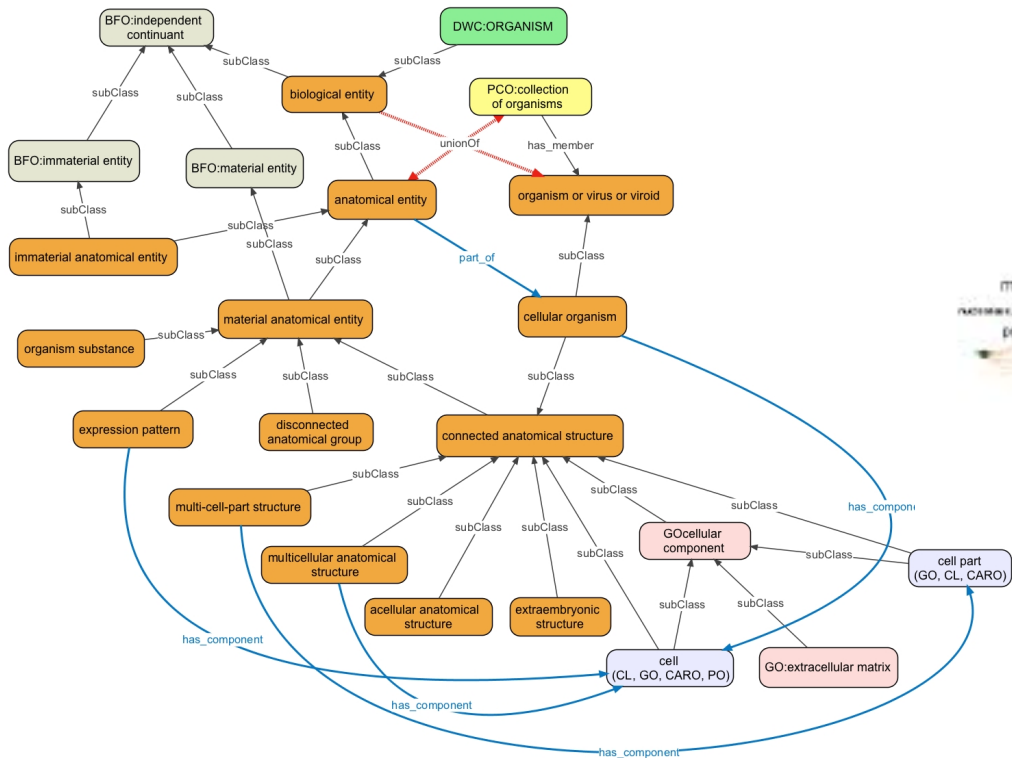 BFO:independent
continuant
DWC:ORGANISM
subClass
subClass
biological entity
PCO:collection
of organisms
subClass
subClass
unionOf
has_member
subClass
BFO:immaterial entity
BFO:material entity
anatomical entity
organism or virus or viroid
subClass
subClass
subClass
immaterial anatomical entity
subClass
part_of
subClass
material anatomical entity
cellular organism
subClass
organism substance
subClass
subClass
subClass
subClass
expression pattern
disconnected
anatomical group
connected anatomical structure
subClass
subClass
multi-cell-part structure
subClass
subClass
has_compon
subClass
subClass
subClass
GOcellular
component
subClass
cell part
(GO, CL, CARO)
multicellular anatomical
structure
acellular anatomical
structure
extraembryonic
structure
subClass
subClass
has_component
cell
(CL, GO, CARO, PO)
GO:extracellular matrix
has_component
has_component